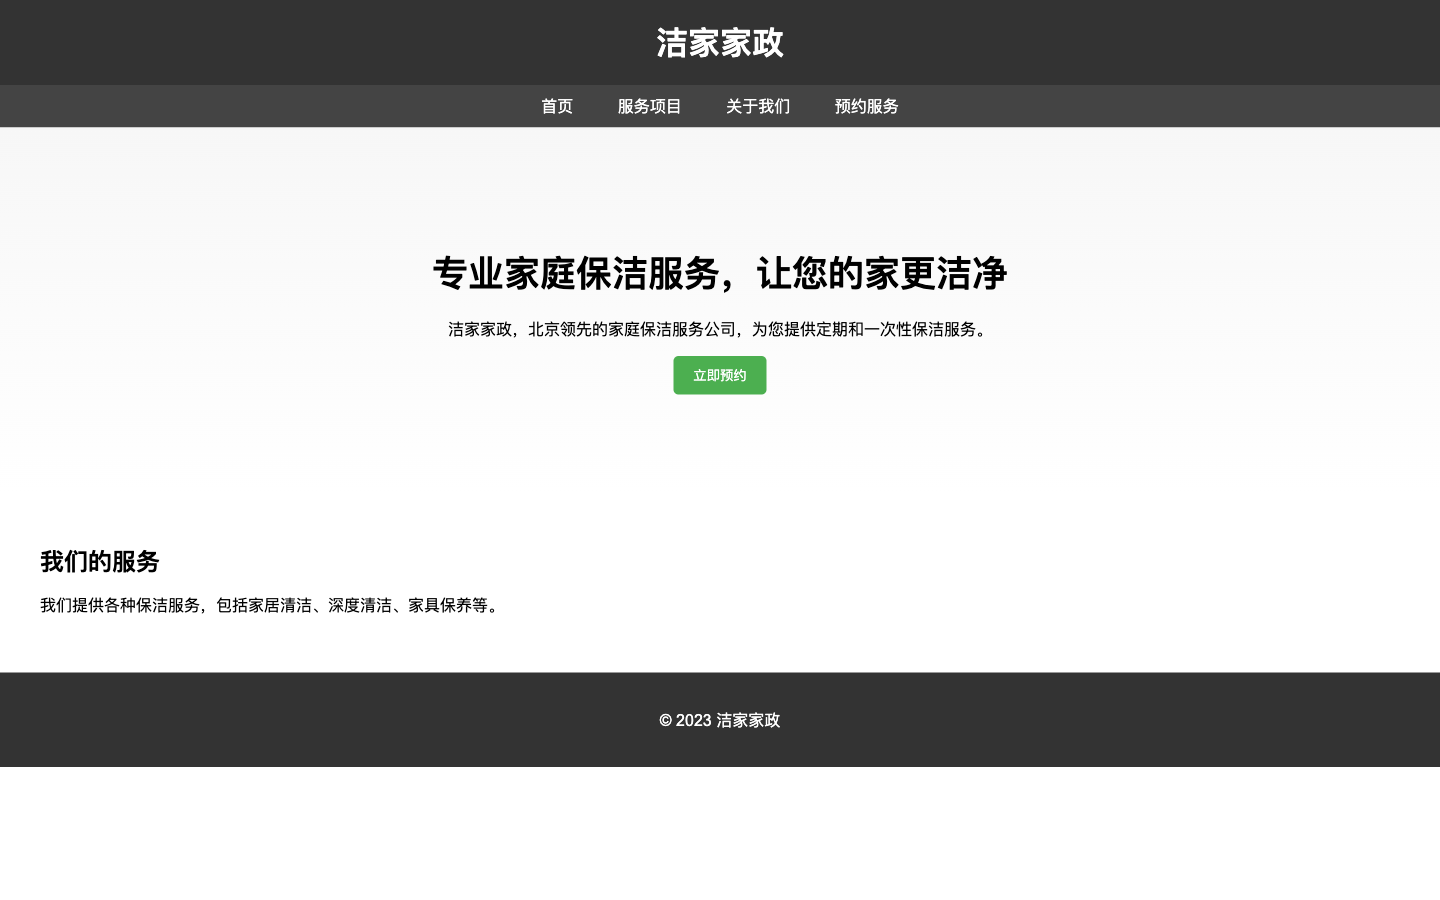 洁家家政
首页 服务项目 关于我们 预约服务
专业家庭保洁服务，让您的家更洁净
洁家家政，北京领先的家庭保洁服务公司，为您提供定期和一次性保洁服务。
立即预约
我们的服务
我们提供各种保洁服务，包括家居清洁、深度清洁、家具保养等。
© 2023 洁家家政